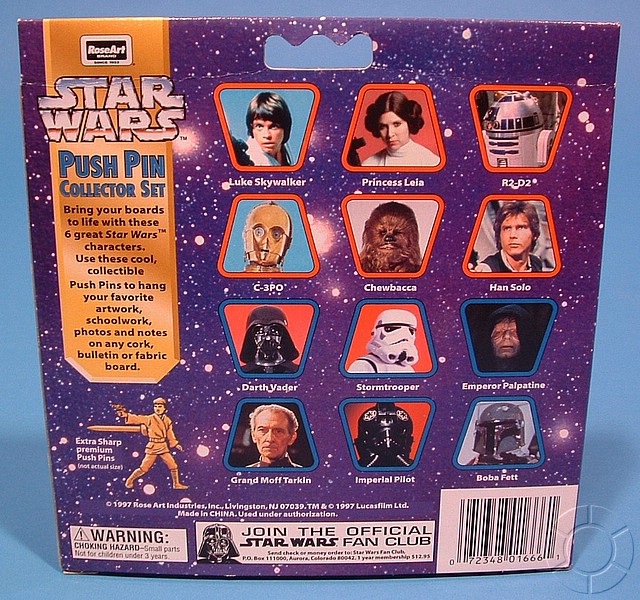 RoseArt
BRAND
SINCE 1923
STAR
WARS™
PUSH PIN
COLLECTOR SET
Bring your boards
to life with these
6 great Star Wars™
characters.
Use these cool,
collectible
Push Pins to hang
your favorite
artwork,
schoolwork,
photos and notes
on any cork,
bulletin or fabric
board.
Extra Sharp
premium
Push Pins
(not actual size)
Luke Skywalker
Princess Leia
R2-D2®
C-3PO®
Chewbacca
Han Solo
Darth Vader
Stormtrooper
Emperor Palpatine
Grand Moff Tarkin
Imperial Pilot
Boba Fett
© 1997 Rose Art Industries, Inc., Livingston, NJ 07039. TM & © 1997 Lucasfilm Ltd.
Made in CHINA. Used under authorization.
WARNING:
CHOKING HAZARD–Small parts
Not for children under 3 years.
JOIN THE OFFICIAL
STAR WARS FAN CLUB
Send check or money order to: Star Wars Fan Club,
P.O. Box 111000, Aurora, Colorado 80042. 1 year membership $12.95
0 72348 01666 1